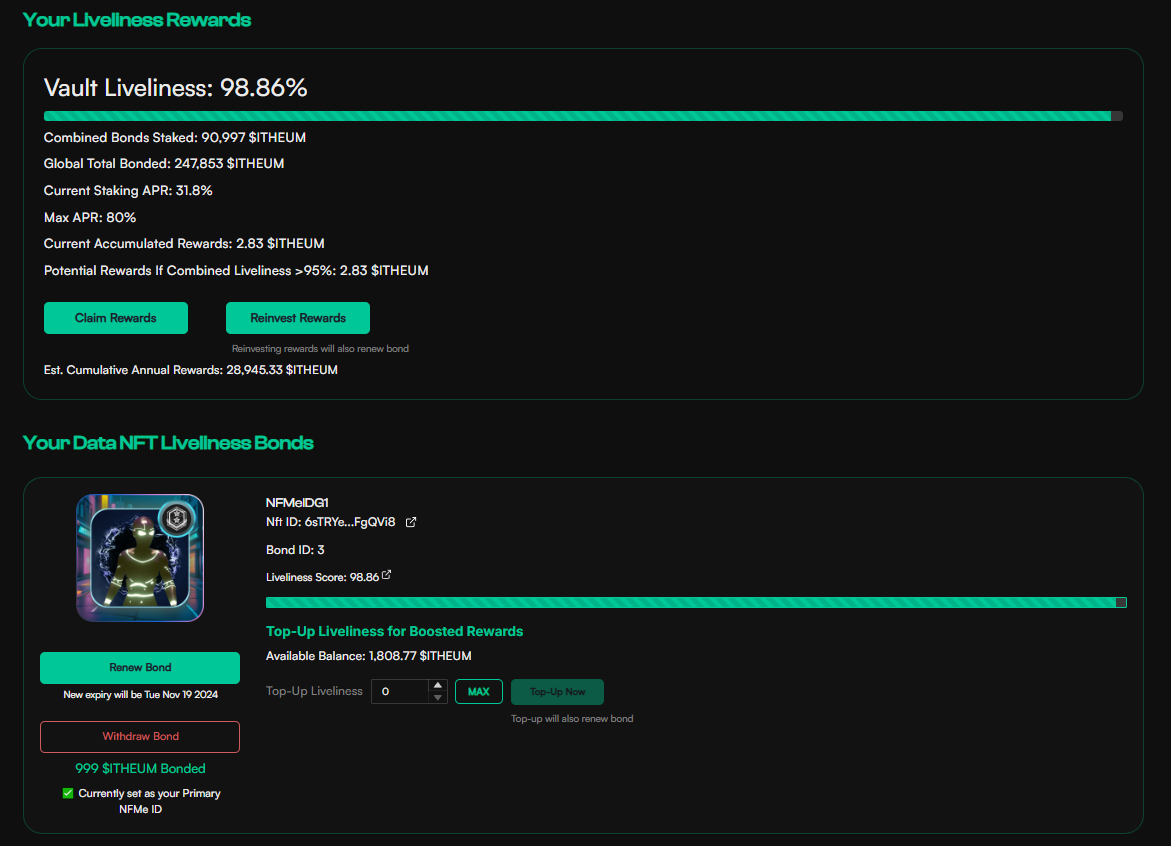 Your Liveliness Rewards
Vault Liveliness: 98.86%
Combined Bonds Staked: 90,997 $ITHEUM
Global Total Bonded: 247,853 $ITHEUM
Current Staking APR: 31.8%
Max APR: 80%
Current Accumulated Rewards: 2.83 $ITHEUM
Potential Rewards If Combined Liveliness >95%: 2.83 $ITHEUM
Claim Rewards
Reinvest Rewards
Reinvesting rewards will also renew bond
Est. Cumulative Annual Rewards: 28,945.33 $ITHEUM
Your Data NFT Liveliness Bonds
NFMeIDG1
Nft ID: 6sTRYe...FgQVi8
Bond ID: 3
Liveliness Score: 98.86
Top-Up Liveliness for Boosted Rewards
Available Balance: 1,808.77 $ITHEUM
Top-Up Liveliness
0
MAX
Top-Up Now
Top-up will also renew bond
Renew Bond
New expiry will be Tue Nov 19 2024
Withdraw Bond
999 $ITHEUM Bonded
Currently set as your Primary
NFMe ID